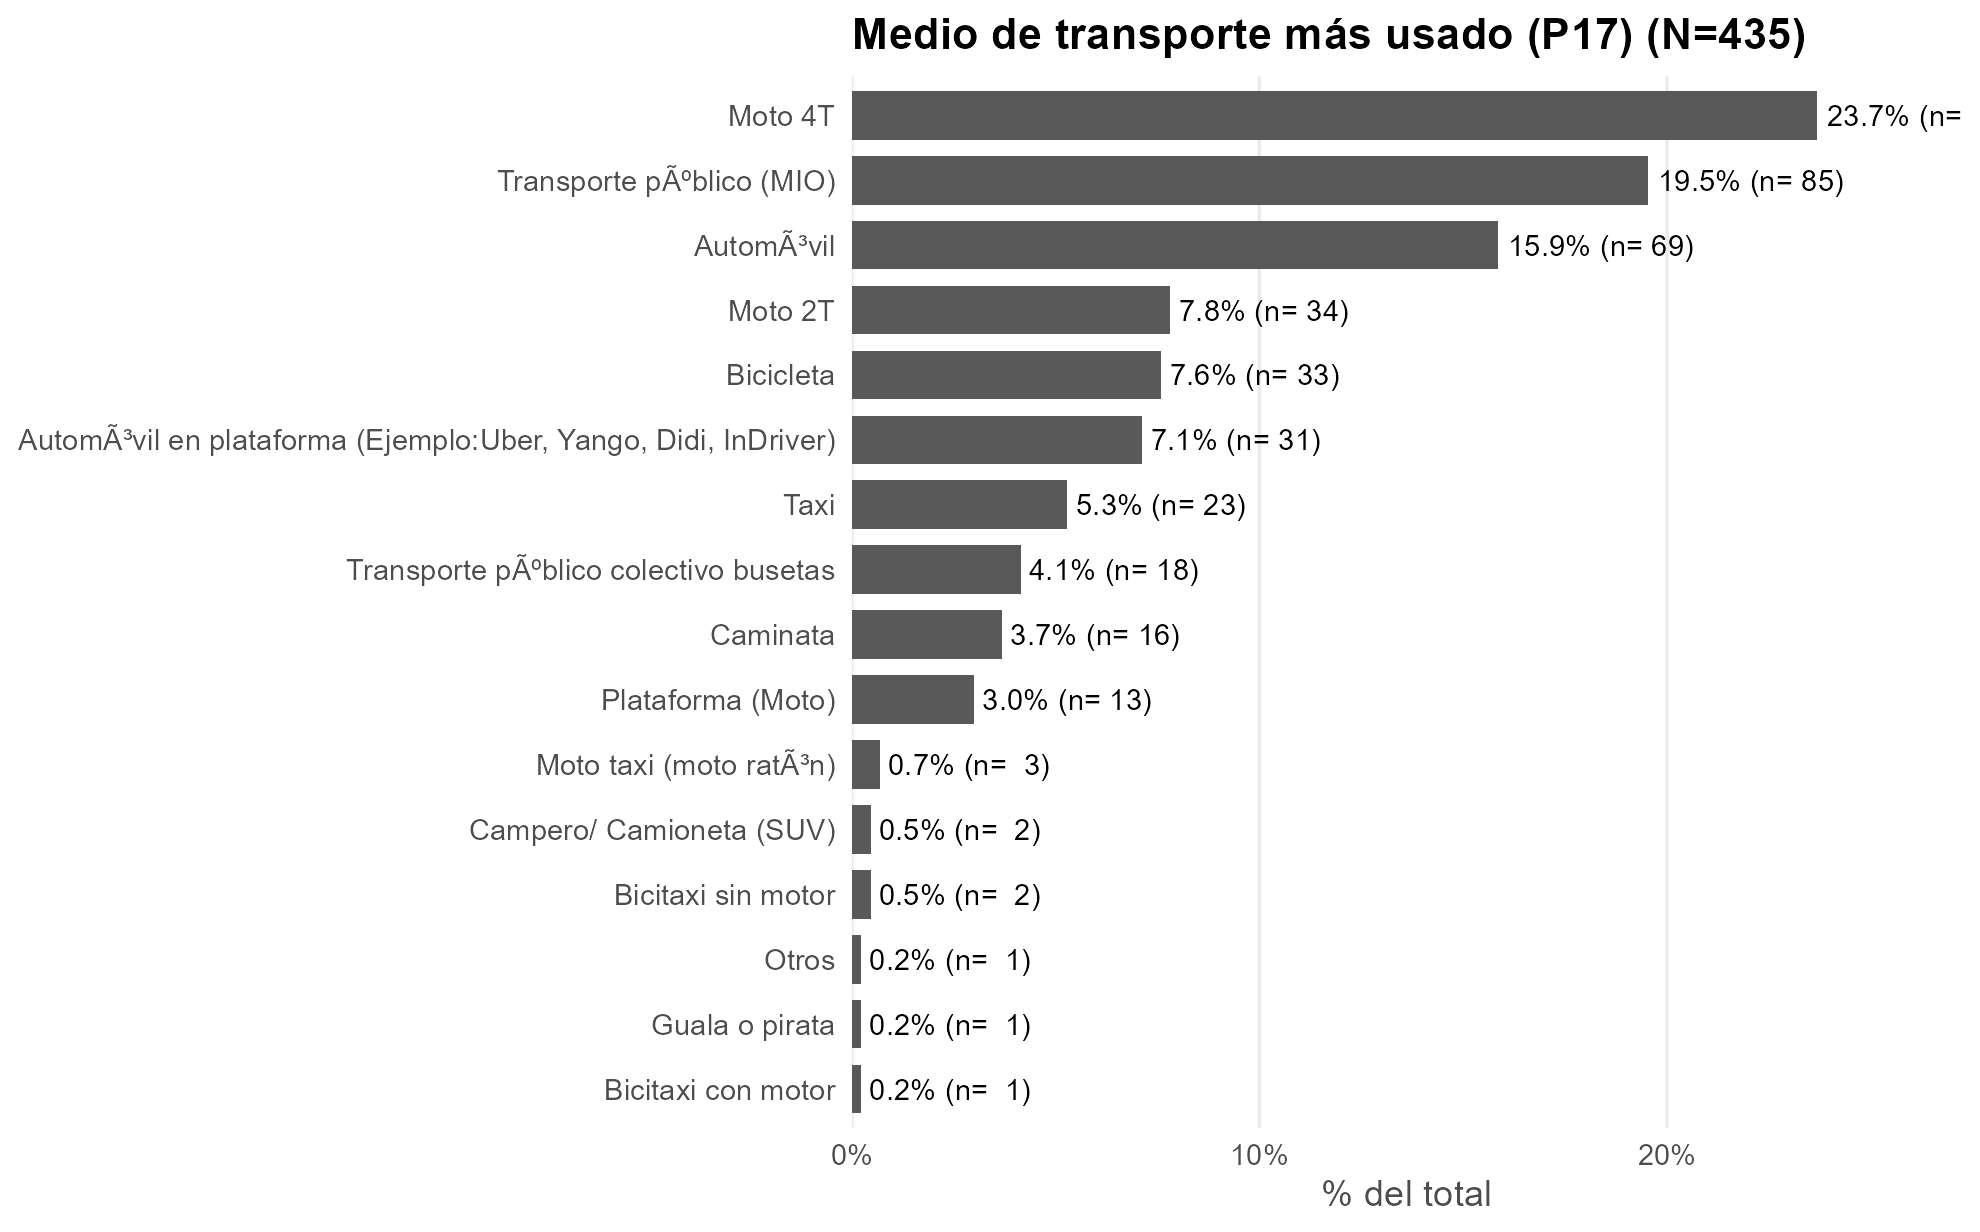 Medio de transporte más usado (P17) (N=435)
Moto 4T 23.7% (n=
Transporte pÃºblico (MIO) 19.5% (n= 85)
AutomÃ³vil 15.9% (n= 69)
Moto 2T 7.8% (n= 34)
Bicicleta 7.6% (n= 33)
AutomÃ³vil en plataforma (Ejemplo:Uber, Yango, Didi, InDriver) 7.1% (n= 31)
Taxi 5.3% (n= 23)
Transporte pÃºblico colectivo busetas 4.1% (n= 18)
Caminata 3.7% (n= 16)
Plataforma (Moto) 3.0% (n= 13)
Moto taxi (moto ratÃ³n) 0.7% (n=  3)
Campero/ Camioneta (SUV) 0.5% (n=  2)
Bicitaxi sin motor 0.5% (n=  2)
Otros 0.2% (n=  1)
Guala o pirata 0.2% (n=  1)
Bicitaxi con motor 0.2% (n=  1)
0% 10% 20%
% del total